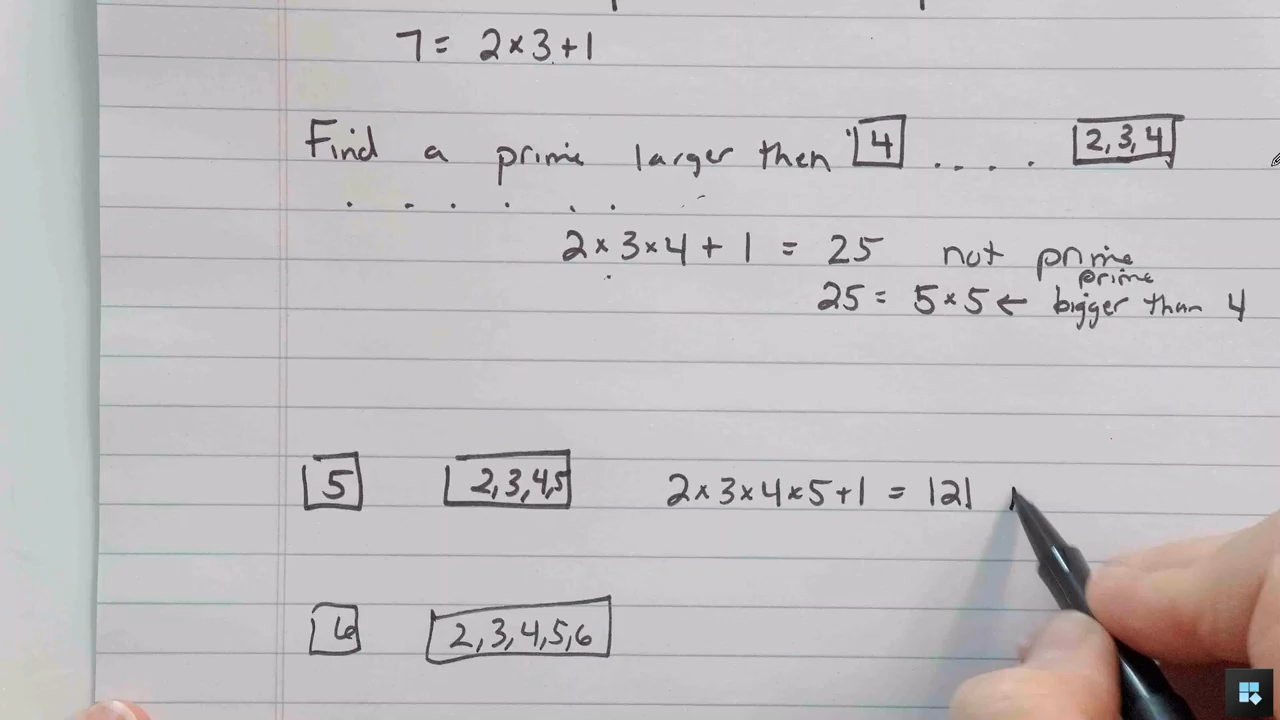 7 = 2 × 3 + 1
Find a prime larger then 4 .... 2, 3, 4
2 × 3 × 4 + 1 = 25 not prime
prime
25 = 5 × 5 ← bigger than 4
5 2, 3, 4, 5 2 × 3 × 4 × 5 + 1 = 121
6 2, 3, 4, 5, 6